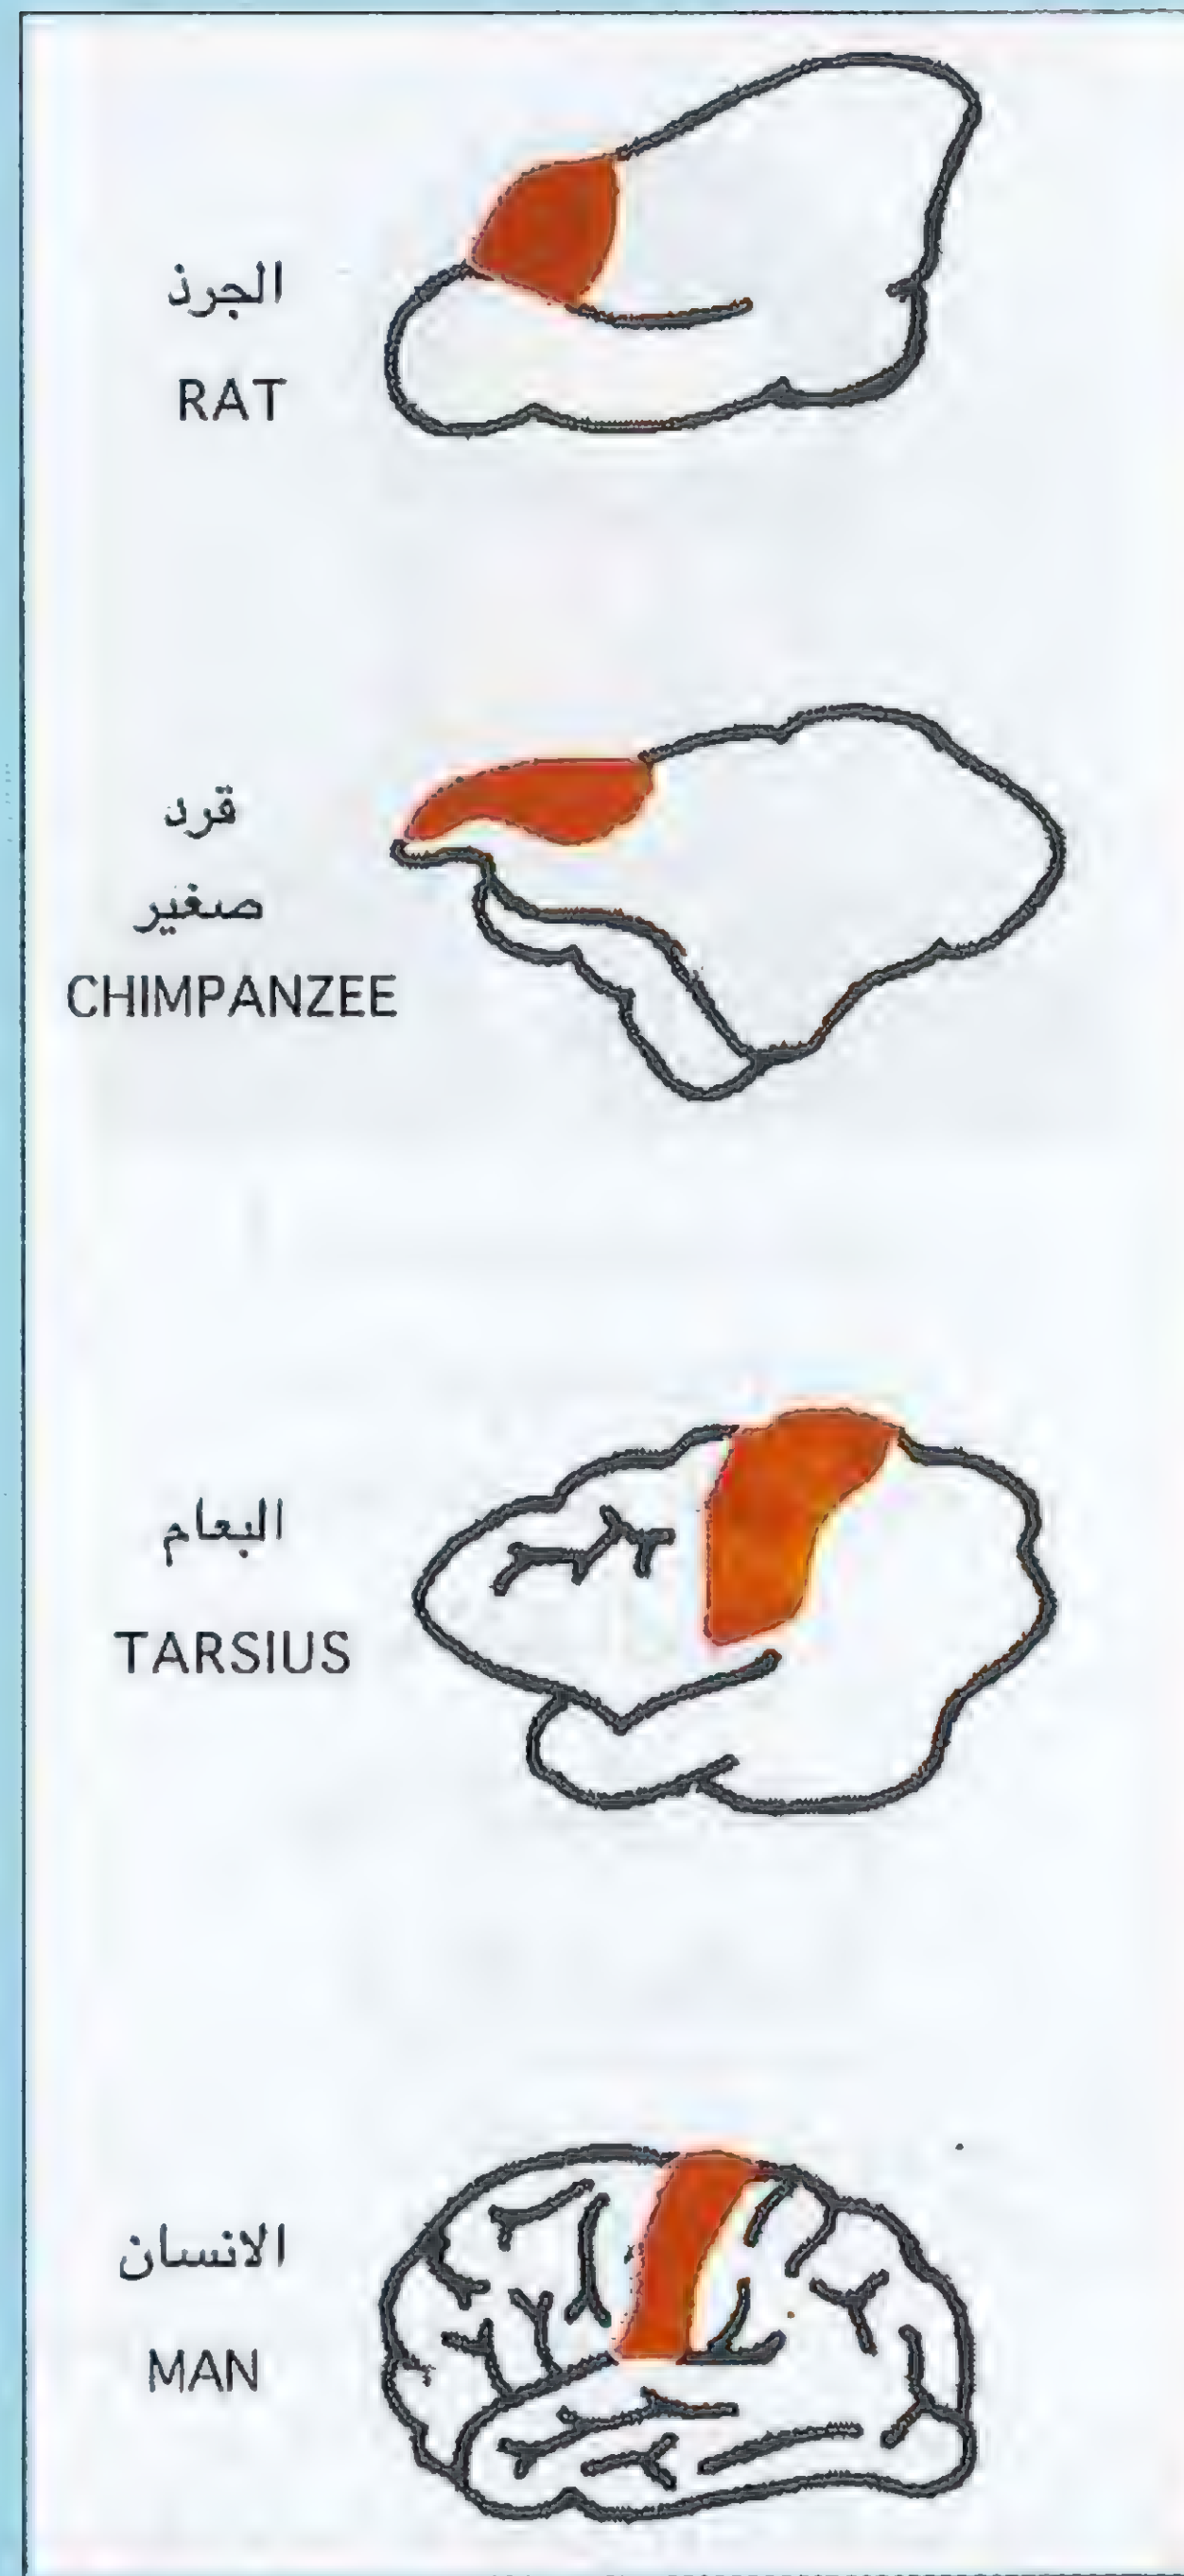 الجرذ
RAT
قرد
صغير
CHIMPANZEE
البعام
TARSIUS
الانسان
MAN